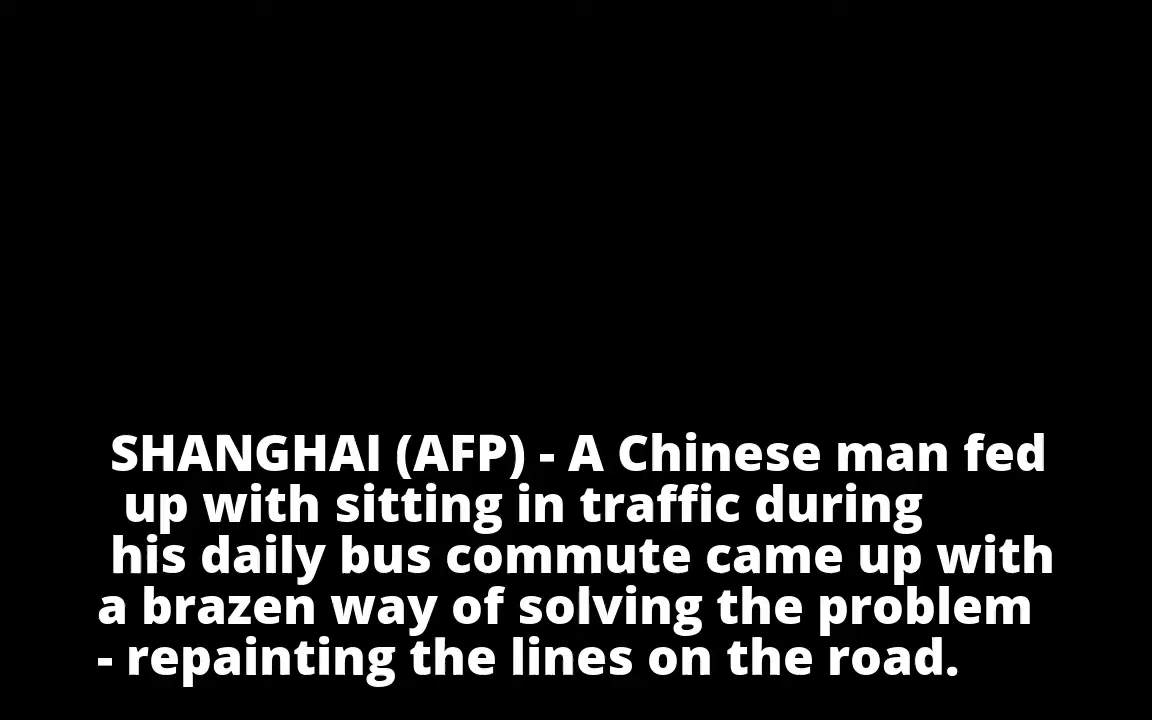 SHANGHAI (AFP) - A Chinese man fed
up with sitting in traffic during
his daily bus commute came up with
a brazen way of solving the problem
- repainting the lines on the road.